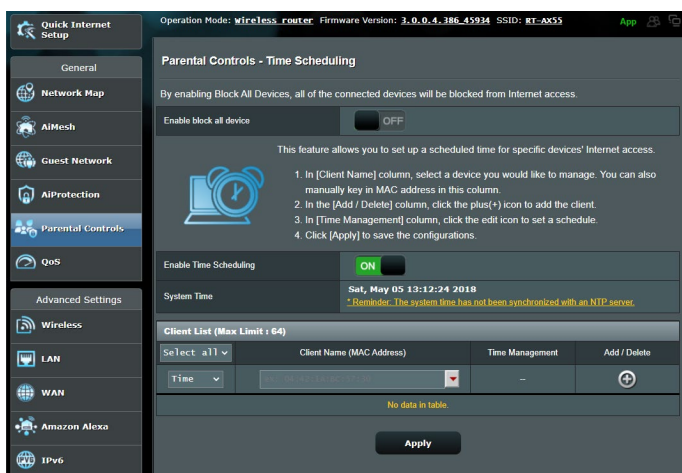 Quick Internet
Setup
Operation Mode: Wireless router Firmware Version: 3.0.0.4.386_45934 SSID: RT-AX55
App
General
Network Map
AiMesh
Guest Network
AiProtection
Parental Controls
QoS
Advanced Settings
Wireless
LAN
WAN
Amazon Alexa
IPv6
Parental Controls - Time Scheduling
By enabling Block All Devices, all of the connected devices will be blocked from Internet access.
Enable block all device
OFF
This feature allows you to set up a scheduled time for specific devices' Internet access.
1. In [Client Name] column, select a device you would like to manage. You can also
manually key in MAC address in this column.
2. In the [Add / Delete] column, click the plus(+) icon to add the client.
3. In [Time Management] column, click the edit icon to set a schedule.
4. Click [Apply] to save the configurations.
Enable Time Scheduling
ON
System Time
Sat, May 05 13:12:24 2018
* Reminder: The system time has not been synchronized with an NTP server.
Client List (Max Limit : 64)
Select all
Client Name (MAC Address)
Time Management
Add / Delete
Time
–
No data in table.
Apply